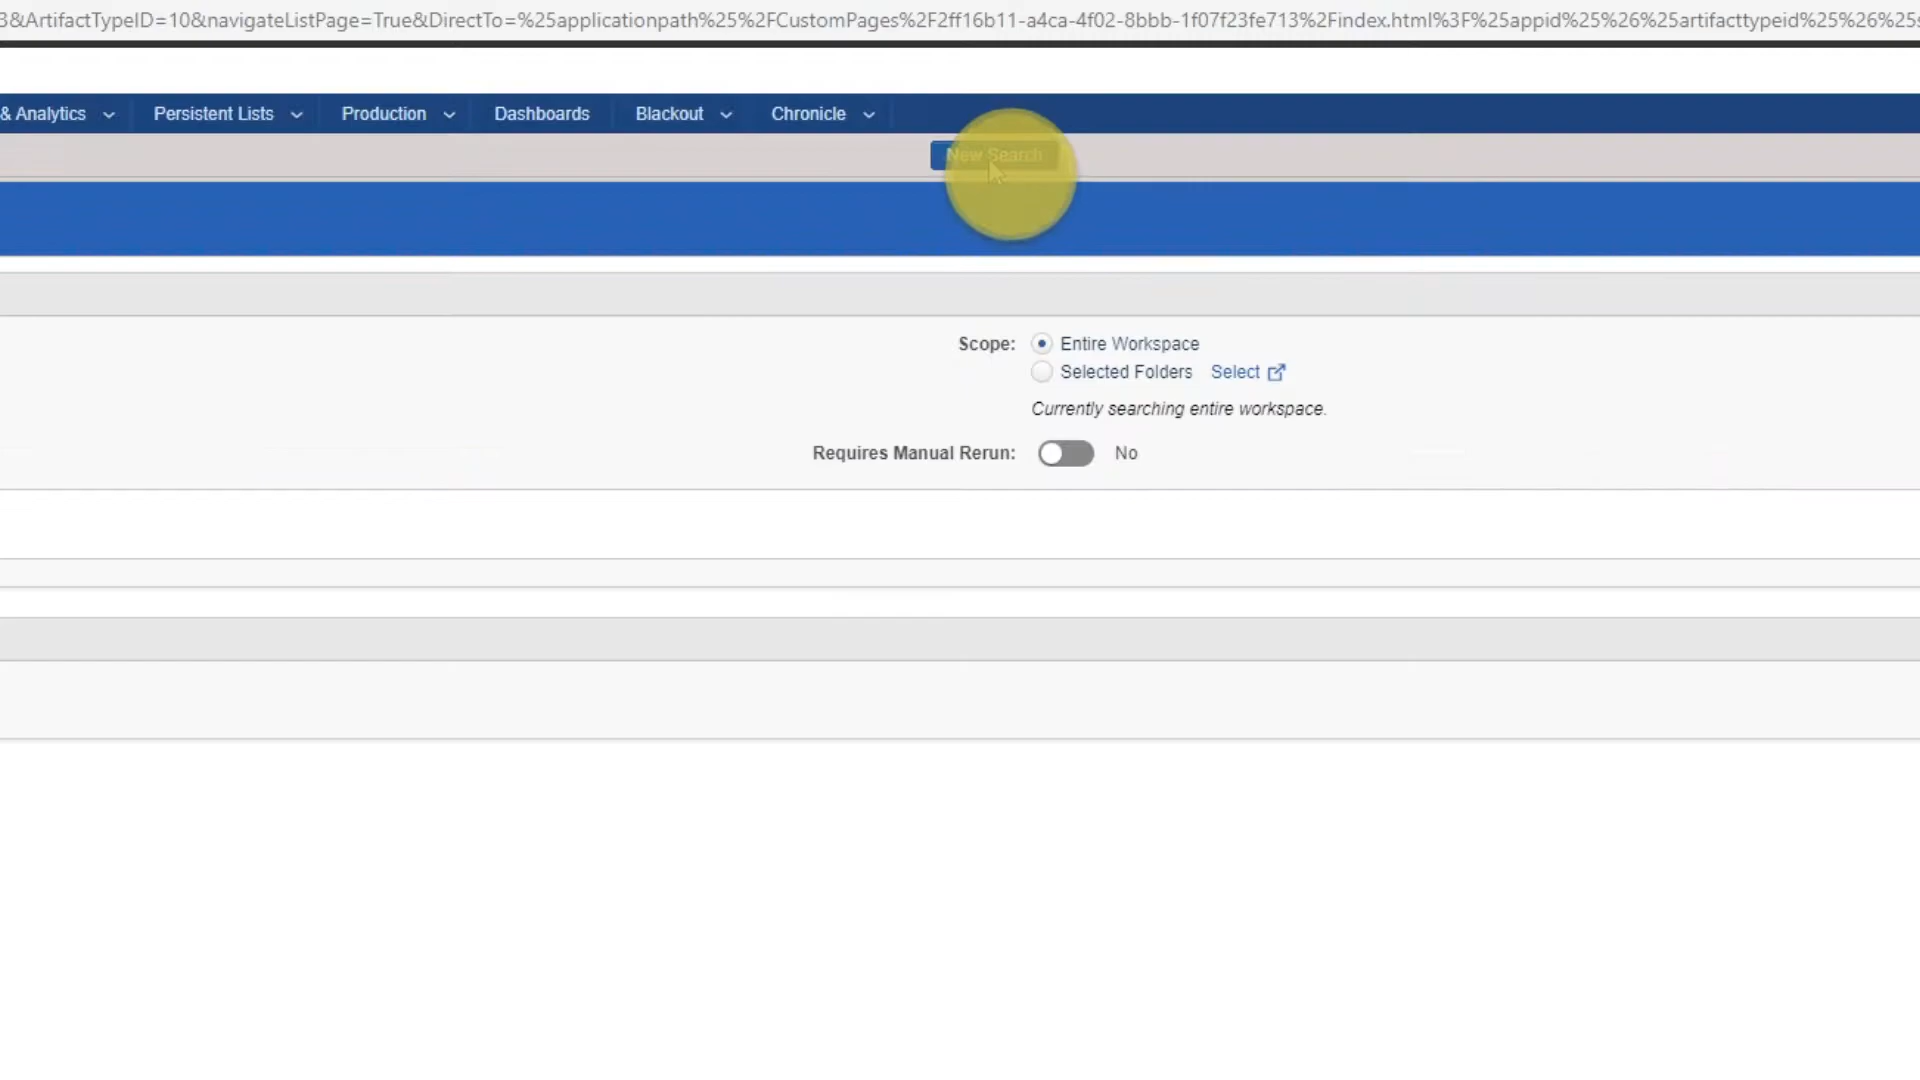 3&ArtifactTypeID=10&navigateListPage=True&DirectTo=%25applicationpath%25%2FCustomPages%2F2ff16b11-a4ca-4f02-8bbb-1f07f23fe713%2Findex.html%3F%25appid%25%26%25artifacttypeid%25%26%25
& Analytics Persistent Lists Production Dashboards Blackout Chronicle
New Search
Scope: Entire Workspace
Selected Folders Select
Currently searching entire workspace.
Requires Manual Rerun: No